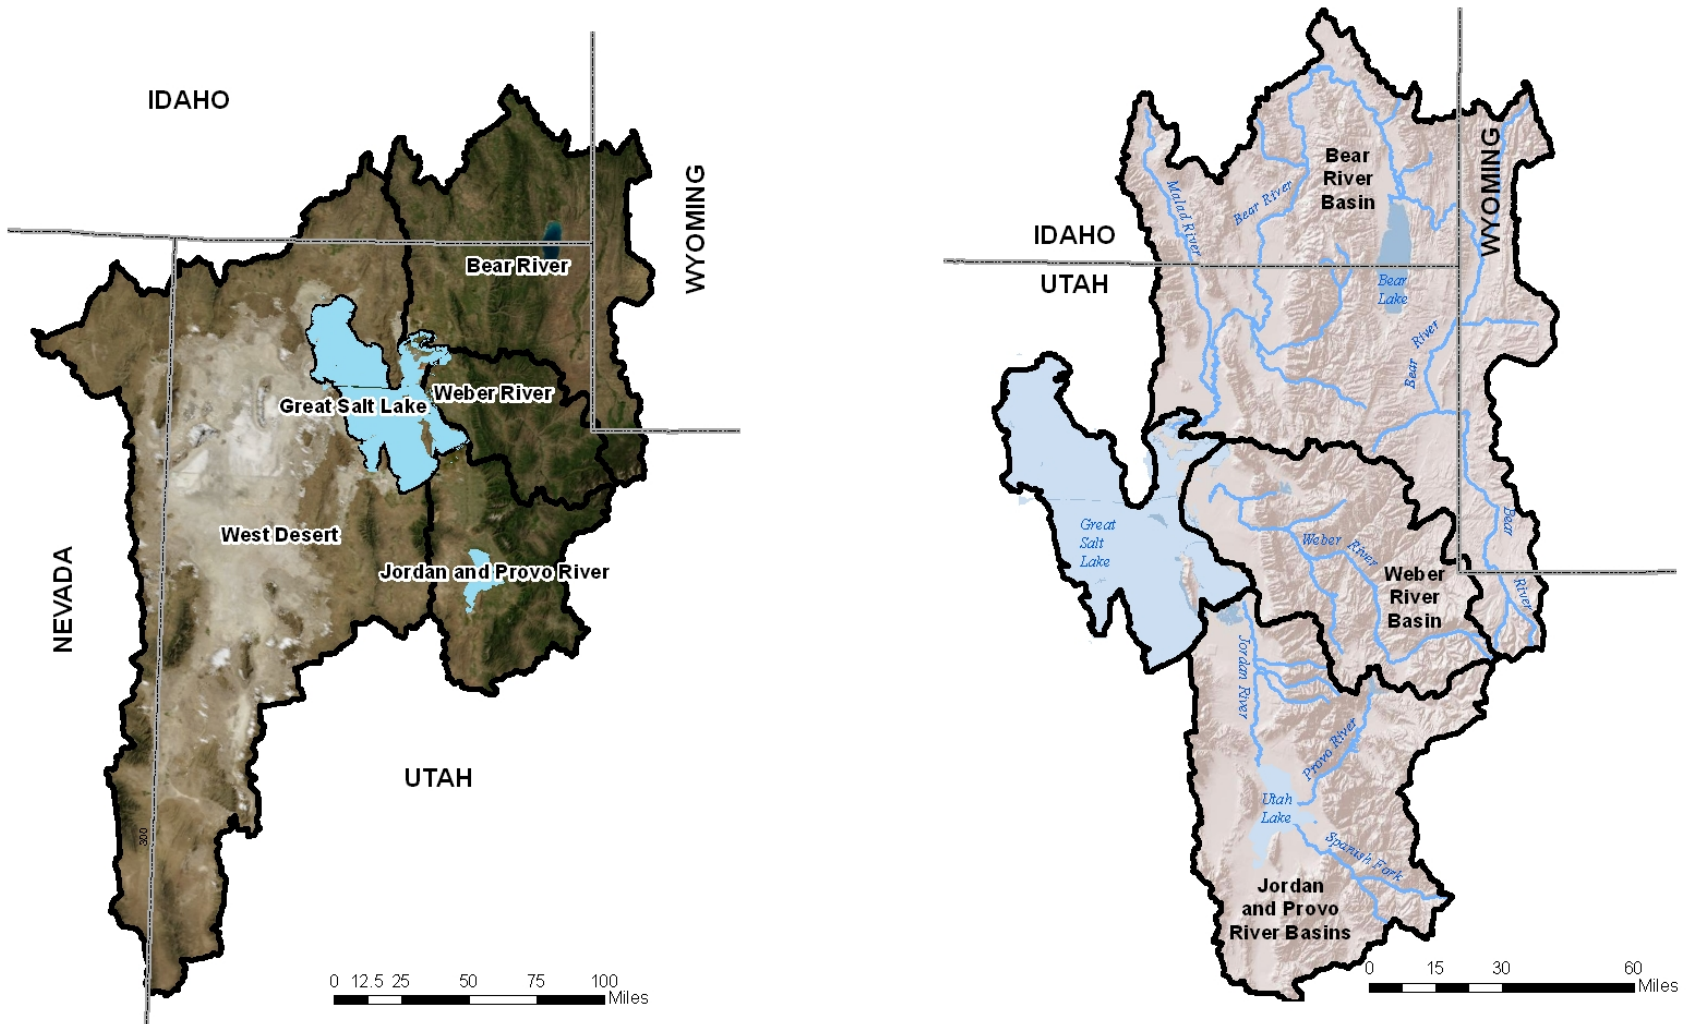 IDAHO
WYOMING
Bear River
Weber River
Great Salt Lake
West Desert
Jordan and Provo River
NEVADA
UTAH
300
0 12.5 25 50 75 100
Miles
WYOMING
Bear
River
Basin
Malad River
Bear River
IDAHO
UTAH
Bear
Lake
Bear River
Great
Salt
Lake
Weber River
Bear River
Weber
River
Basin
Jordan River
Provo River
Utah
Lake
Spanish Fork
Jordan
and Provo
River Basins
0 15 30 60
Miles